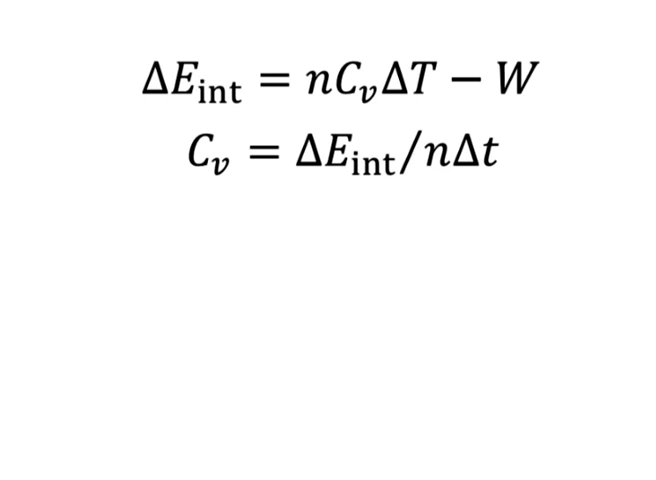 ΔE_int = nC_vΔT − W
C_v = ΔE_int/nΔt